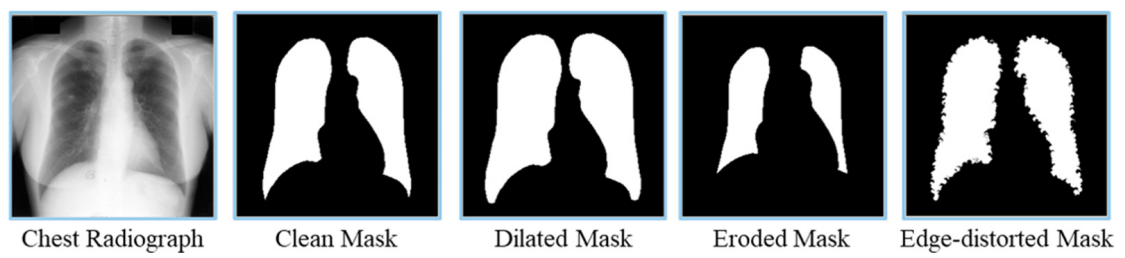 Chest Radiograph
Clean Mask
Dilated Mask
Eroded Mask
Edge-distorted Mask